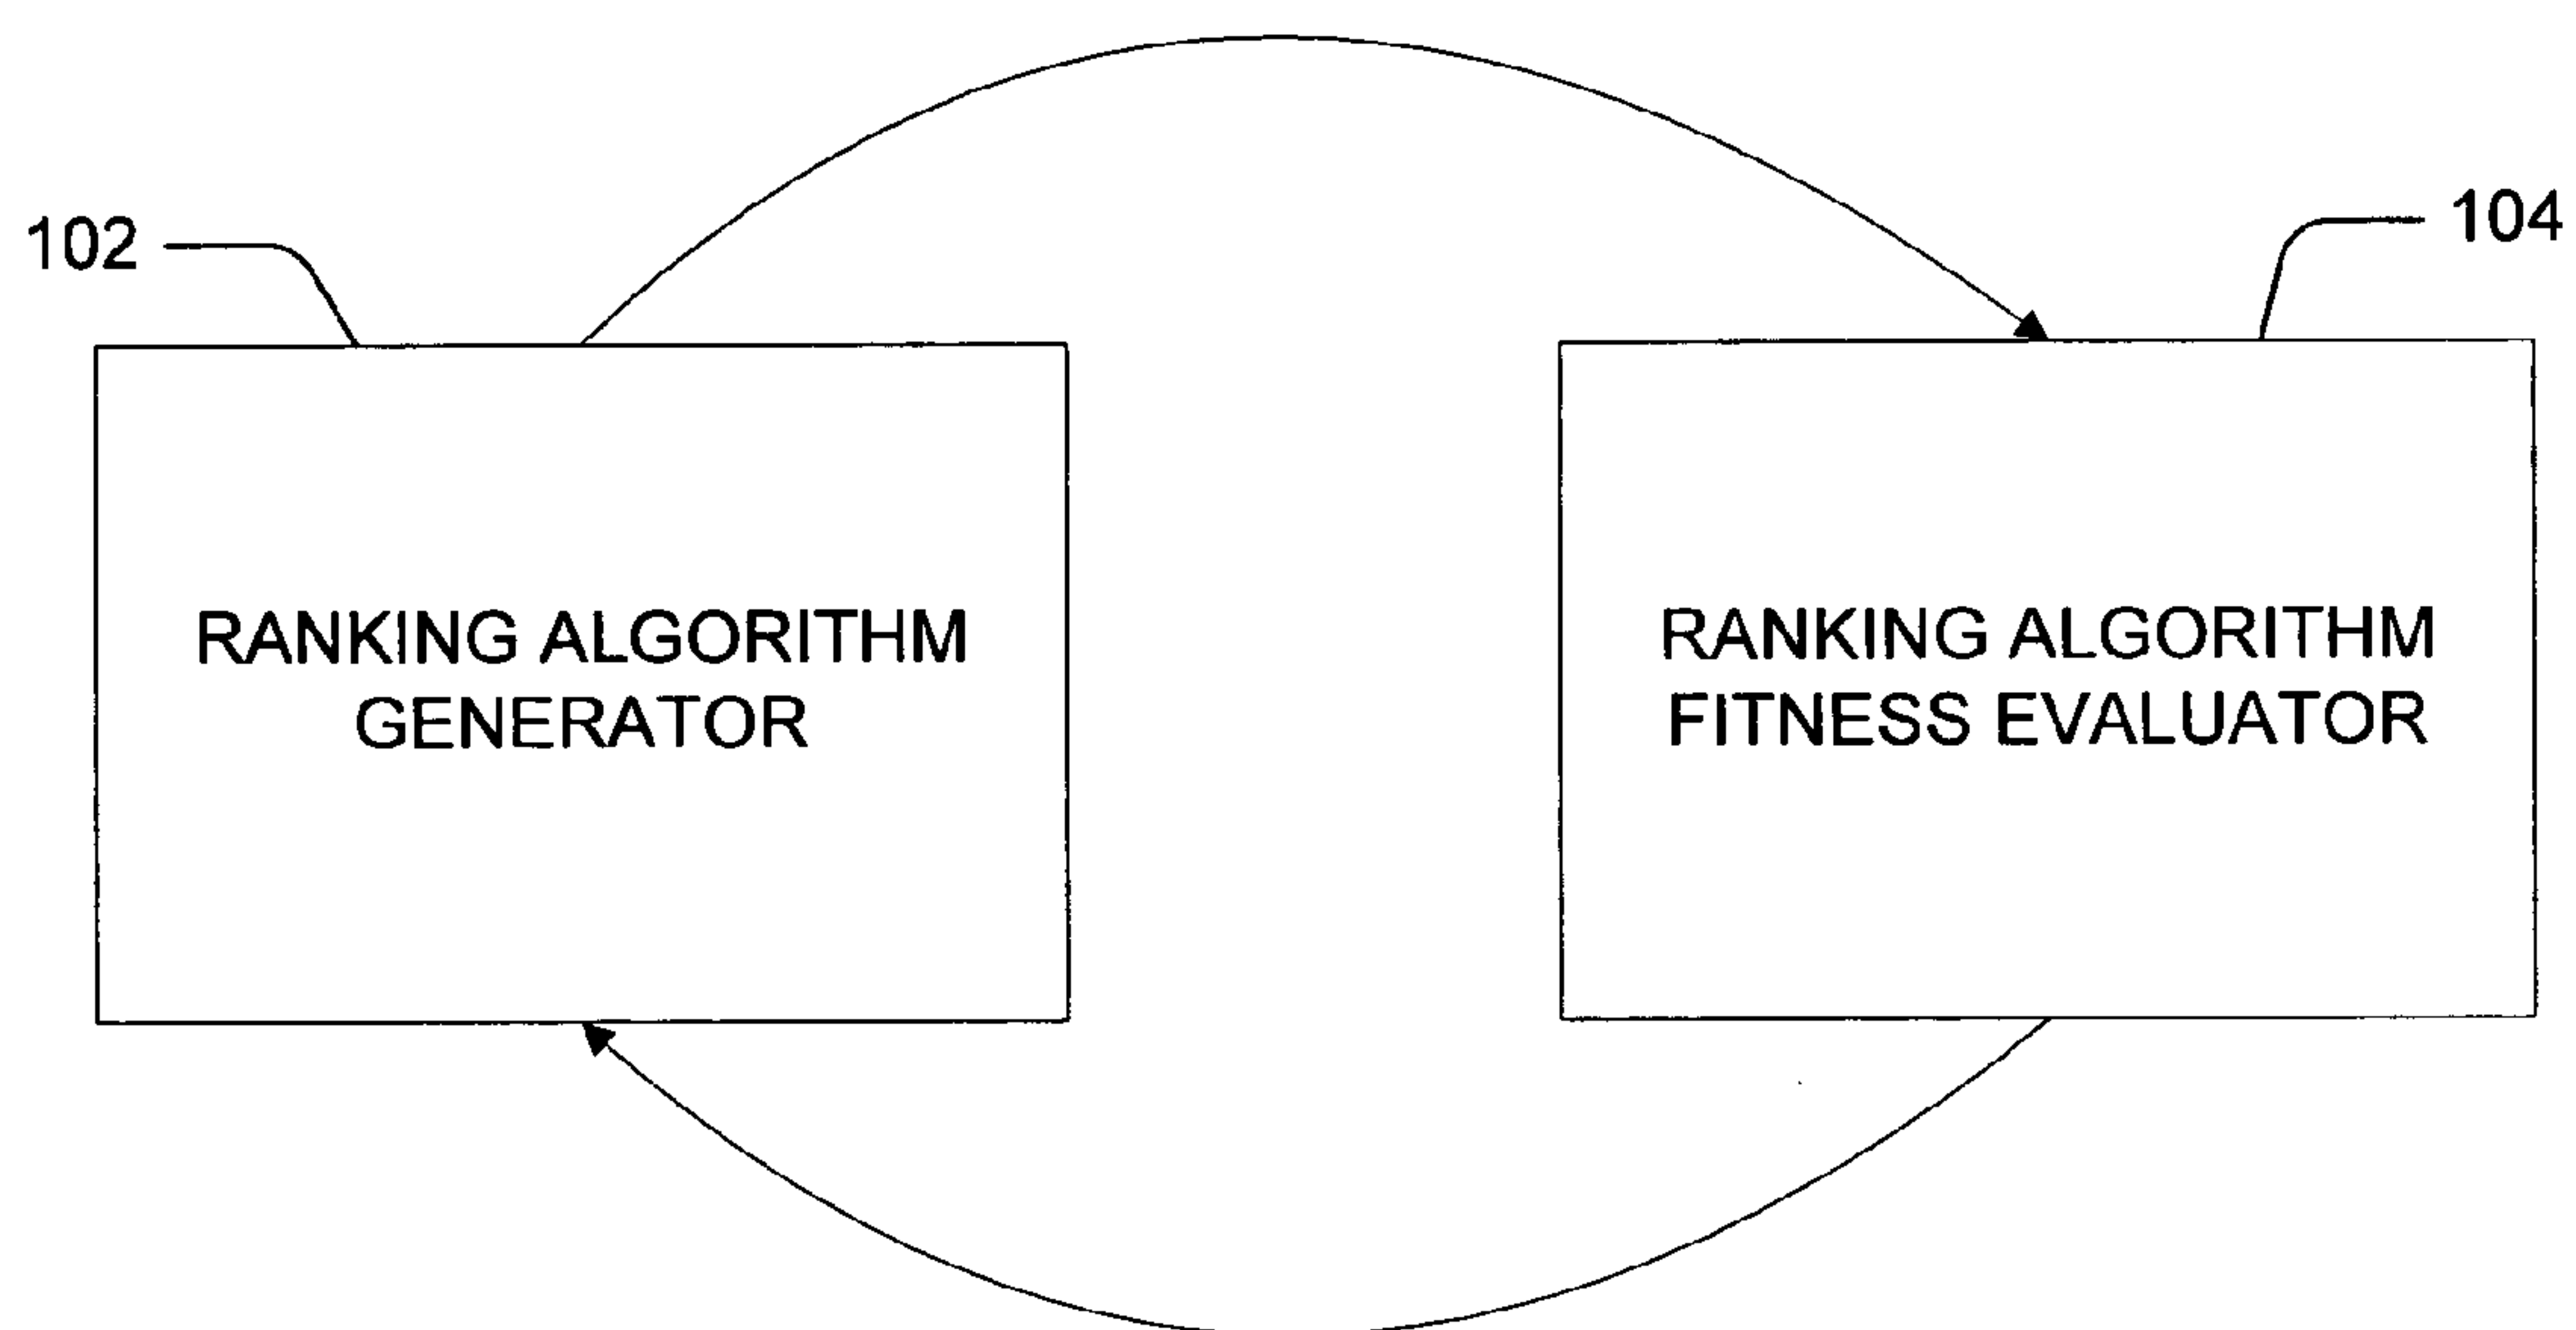 102
104
RANKING ALGORITHM
GENERATOR
RANKING ALGORITHM
FITNESS EVALUATOR